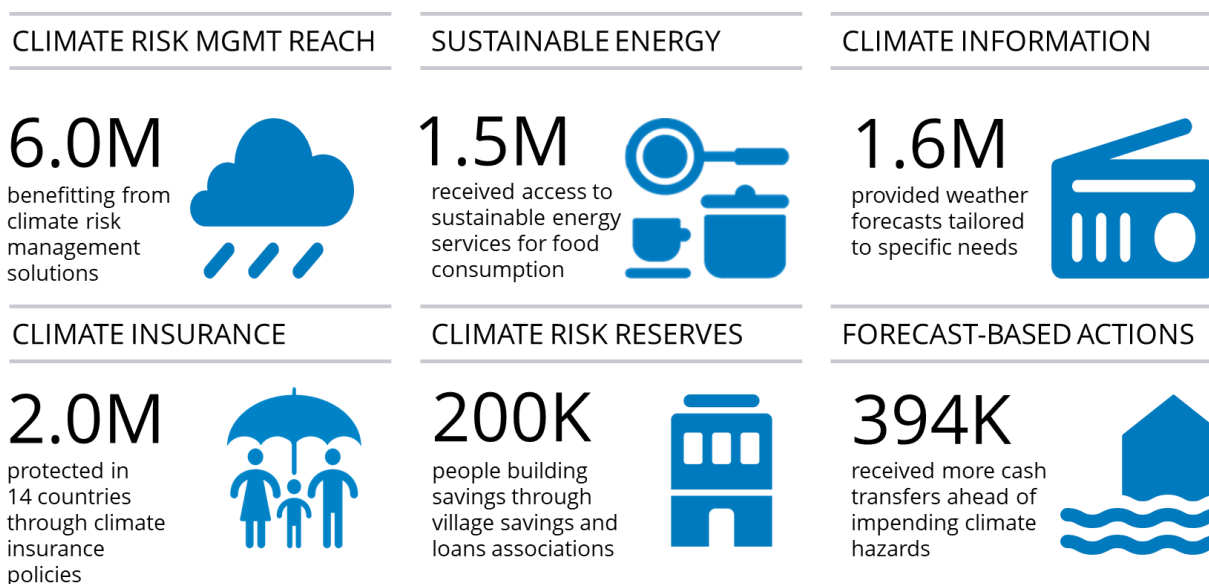 CLIMATE RISK MGMT REACH
6.0M
benefitting from
climate risk
management
solutions
SUSTAINABLE ENERGY
1.5M
received access to
sustainable energy
services for food
consumption
CLIMATE INFORMATION
1.6M
provided weather
forecasts tailored
to specific needs
CLIMATE INSURANCE
2.0M
protected in
14 countries
through climate
insurance
policies
CLIMATE RISK RESERVES
200K
people building
savings through
village savings and
loans associations
FORECAST-BASED ACTIONS
394K
received more cash
transfers ahead of
impending climate
hazards